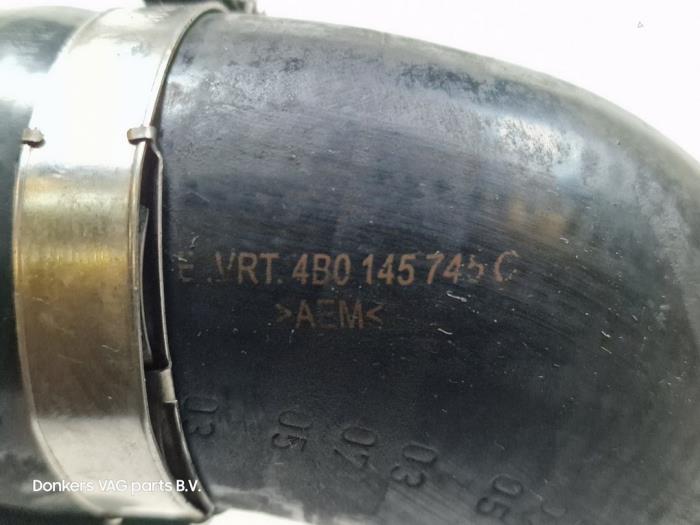 .VRT. 4B0 145 745 C
>AEM<
03 05 07 03 05
Donkers VAG parts B.V.